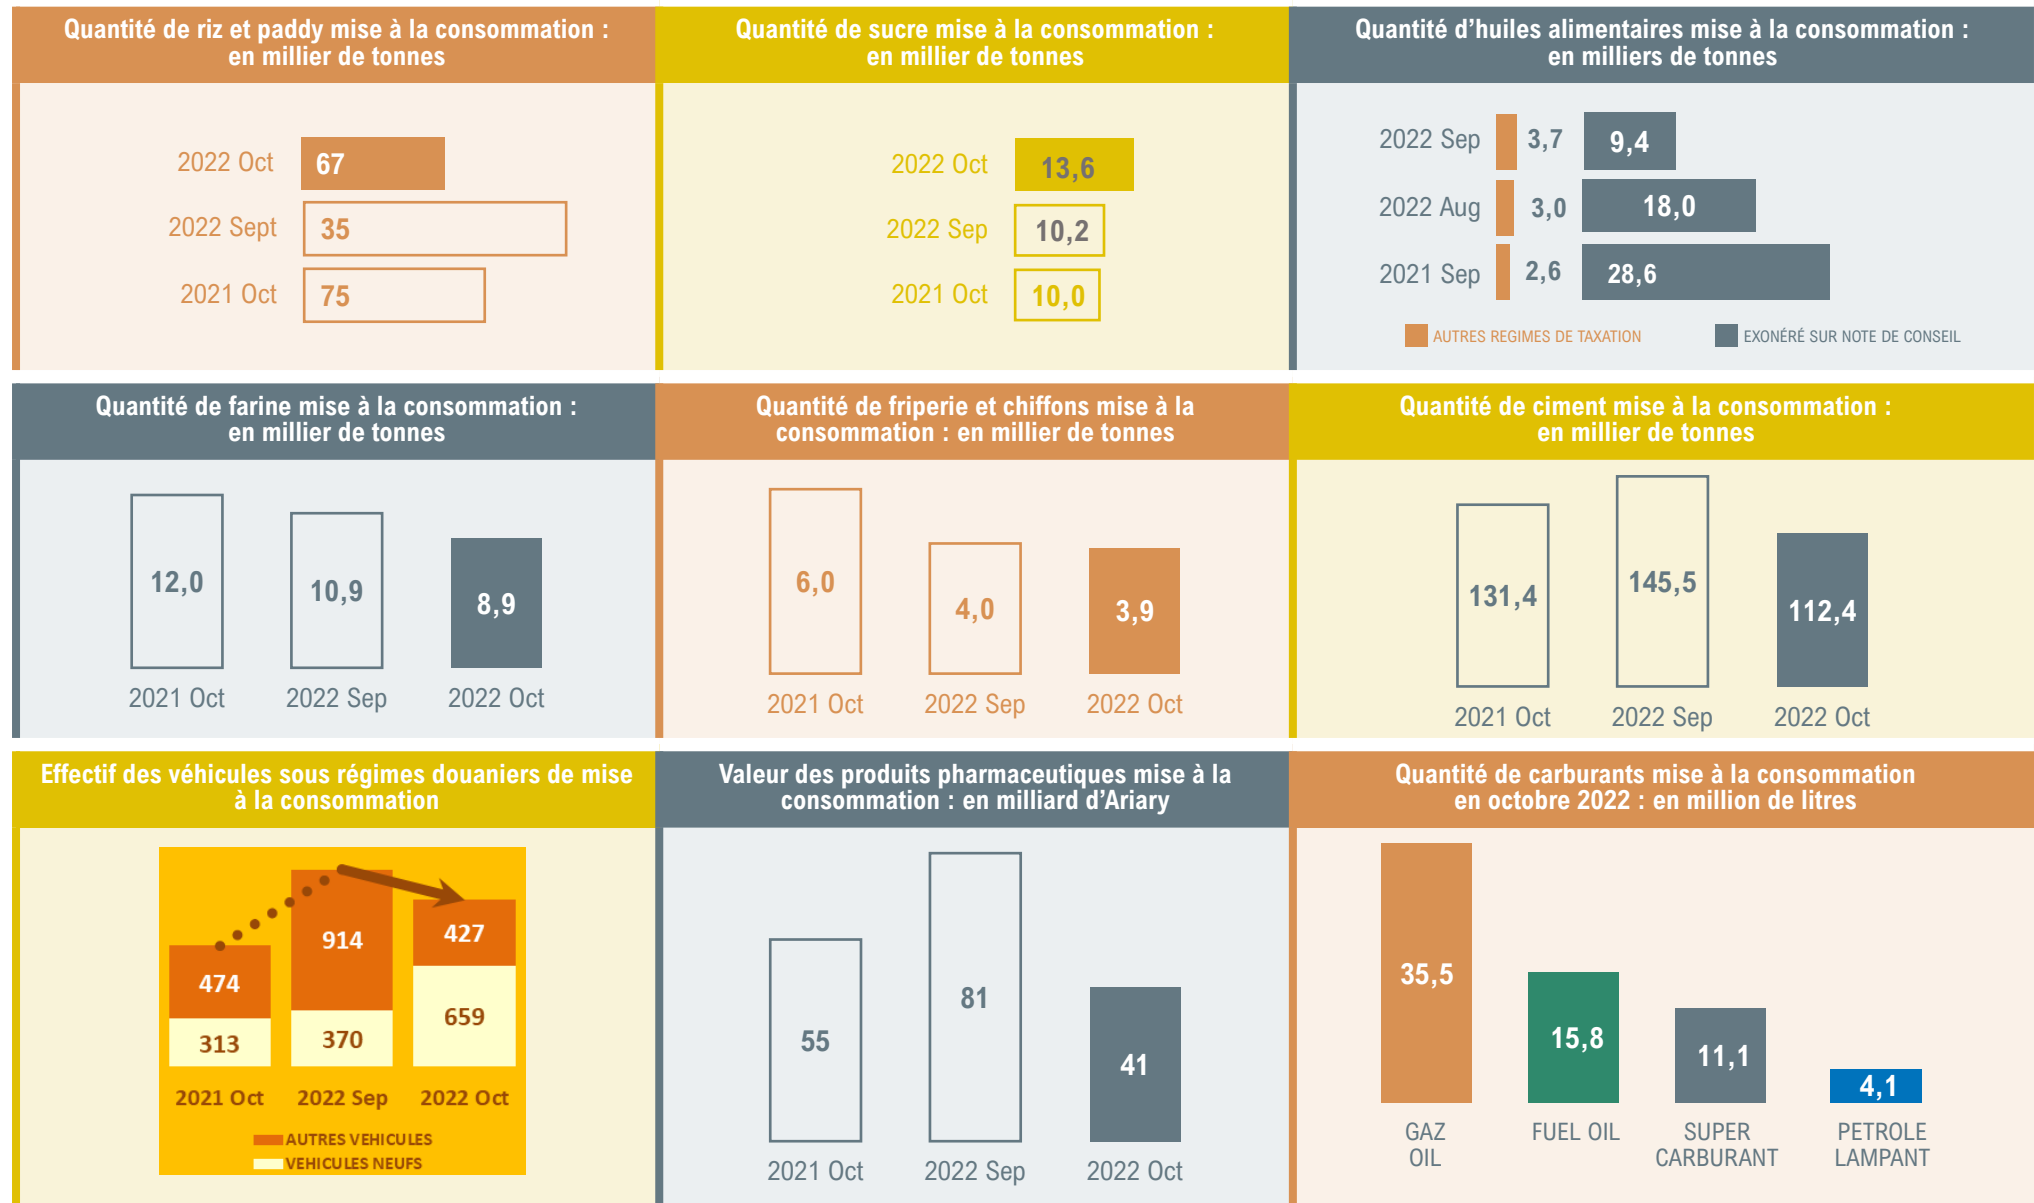 Quantité de riz et paddy mise à la consommation :
en millier de tonnes
2022 Oct
67
2022 Sept
35
2021 Oct
75
Quantité de sucre mise à la consommation :
en millier de tonnes
2022 Oct
13,6
2022 Sep
10,2
2021 Oct
10,0
Quantité d’huiles alimentaires mise à la consommation :
en milliers de tonnes
2022 Sep
3,7
9,4
2022 Aug
3,0
18,0
2021 Sep
2,6
28,6
AUTRES REGIMES DE TAXATION
EXONÉRÉ SUR NOTE DE CONSEIL
Quantité de farine mise à la consommation :
en millier de tonnes
12,0
10,9
8,9
2021 Oct
2022 Sep
2022 Oct
Quantité de friperie et chiffons mise à la
consommation : en millier de tonnes
6,0
4,0
3,9
2021 Oct
2022 Sep
2022 Oct
Quantité de ciment mise à la consommation :
en millier de tonnes
131,4
145,5
112,4
2021 Oct
2022 Sep
2022 Oct
Effectif des véhicules sous régimes douaniers de mise
à la consommation
474
914
427
313
370
659
2021 Oct
2022 Sep
2022 Oct
AUTRES VEHICULES
VEHICULES NEUFS
Valeur des produits pharmaceutiques mise à la
consommation : en milliard d’Ariary
55
81
41
2021 Oct
2022 Sep
2022 Oct
Quantité de carburants mise à la consommation
en octobre 2022 : en million de litres
35,5
15,8
11,1
4,1
GAZ
OIL
FUEL OIL
SUPER
CARBURANT
PETROLE
LAMPANT